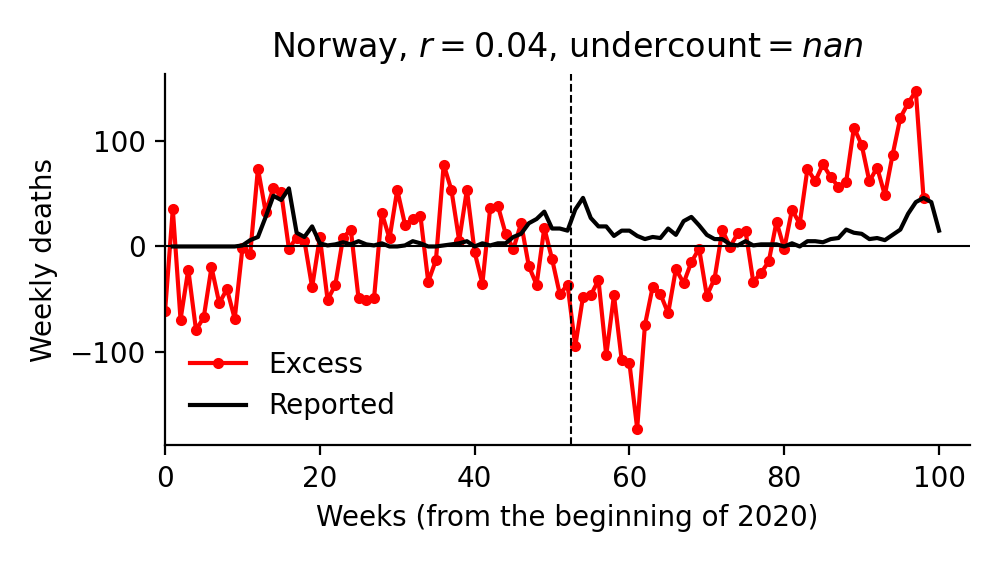 Norway, r = 0.04, undercount = nan
Weekly deaths
100
0
−100
Excess
Reported
0 20 40 60 80 100
Weeks (from the beginning of 2020)